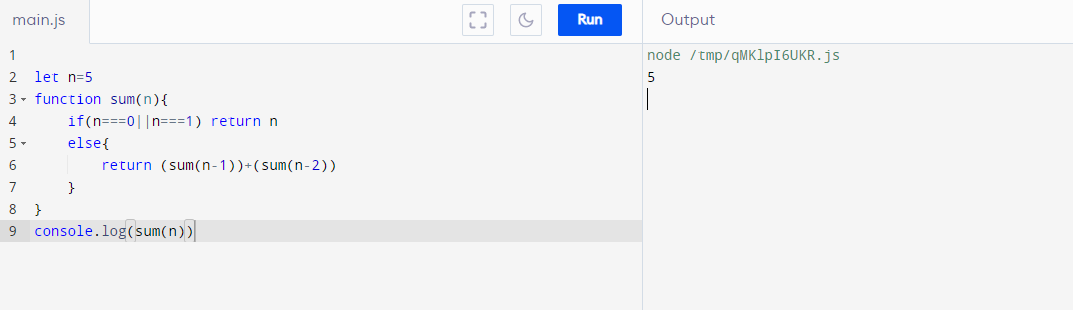 main.js
Run
Output
1
2 let n=5
3 function sum(n){
4     if(n===0||n===1) return n
5     else{
6         return (sum(n-1))+(sum(n-2))
7     }
8 }
9 console.log(sum(n))
node /tmp/qMKlpI6UKR.js
5